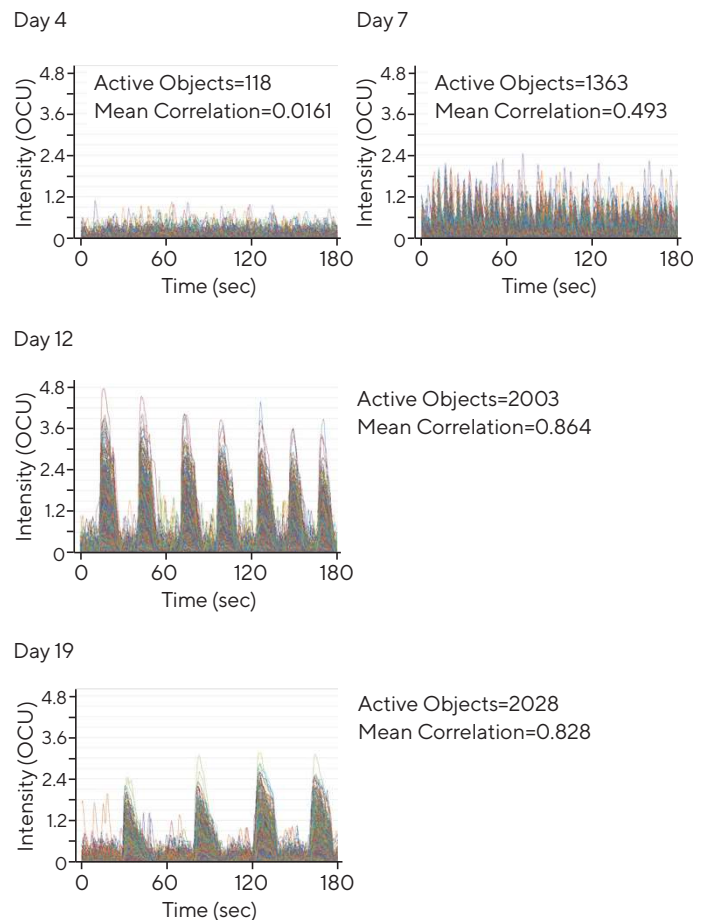 Day 4
Intensity (OCU)
4.8
3.6
2.4
1.2
0
Active Objects=118
Mean Correlation=0.0161
0 60 120 180
Time (sec)
Day 7
Intensity (OCU)
4.8
3.6
2.4
1.2
0
Active Objects=1363
Mean Correlation=0.493
0 60 120 180
Time (sec)
Day 12
Intensity (OCU)
4.8
3.6
2.4
1.2
0
0 60 120 180
Time (sec)
Active Objects=2003
Mean Correlation=0.864
Day 19
Intensity (OCU)
4.8
3.6
2.4
1.2
0
0 60 120 180
Time (sec)
Active Objects=2028
Mean Correlation=0.828